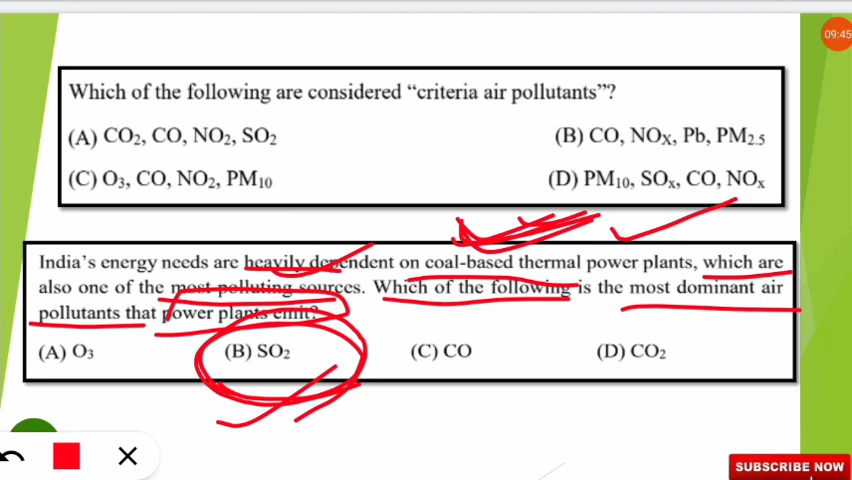 09:45
Which of the following are considered “criteria air pollutants”?
(A) CO2, CO, NO2, SO2 (B) CO, NOX, Pb, PM2.5
(C) O3, CO, NO2, PM10 (D) PM10, SOx, CO, NOx
India’s energy needs are heavily dependent on coal-based thermal power plants, which are
also one of the most polluting sources. Which of the following is the most dominant air
pollutants that power plants emit?
(A) O3 (B) SO2 (C) CO (D) CO2
SUBSCRIBE NOW